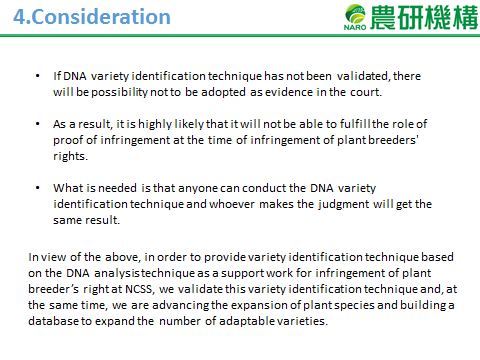 4.Consideration
NARO 農研機構
• If DNA variety identification technique has not been validated, there
will be possibility not to be adopted as evidence in the court.
• As a result, it is highly likely that it will not be able to fulfill the role of
proof of infringement at the time of infringement of plant breeders'
rights.
• What is needed is that anyone can conduct the DNA variety
identification technique and whoever makes the judgment will get the
same result.
In view of the above, in order to provide variety identification technique based
on the DNA analysis technique as a support work for infringement of plant
breeder's right at NCSS, we validate this variety identification technique and, at
the same time, we are advancing the expansion of plant species and building a
database to expand the number of adaptable varieties.